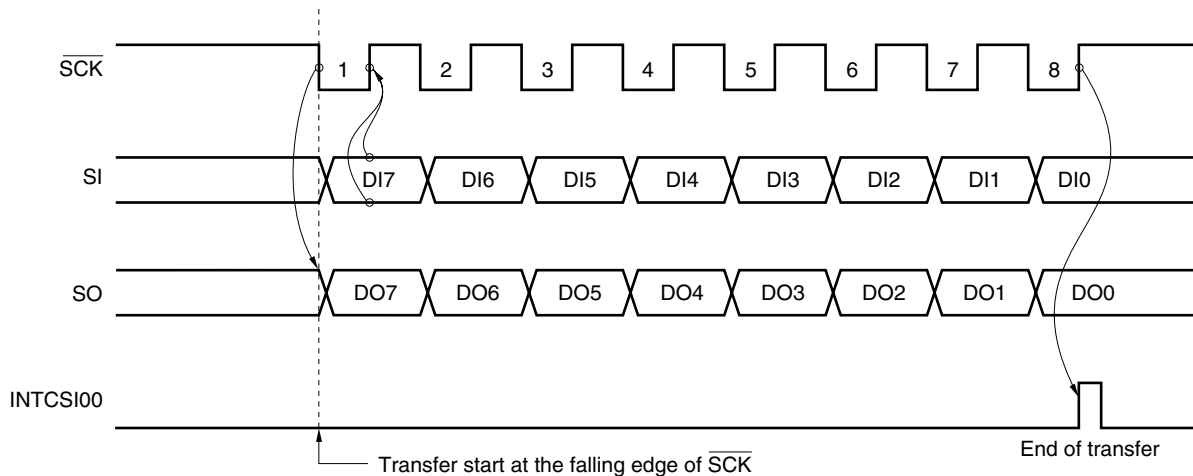 SCK 1 2 3 4 5 6 7 8
SI DI7 DI6 DI5 DI4 DI3 DI2 DI1 DI0
SO DO7 DO6 DO5 DO4 DO3 DO2 DO1 DO0
INTCSI00
End of transfer
Transfer start at the falling edge of SCK